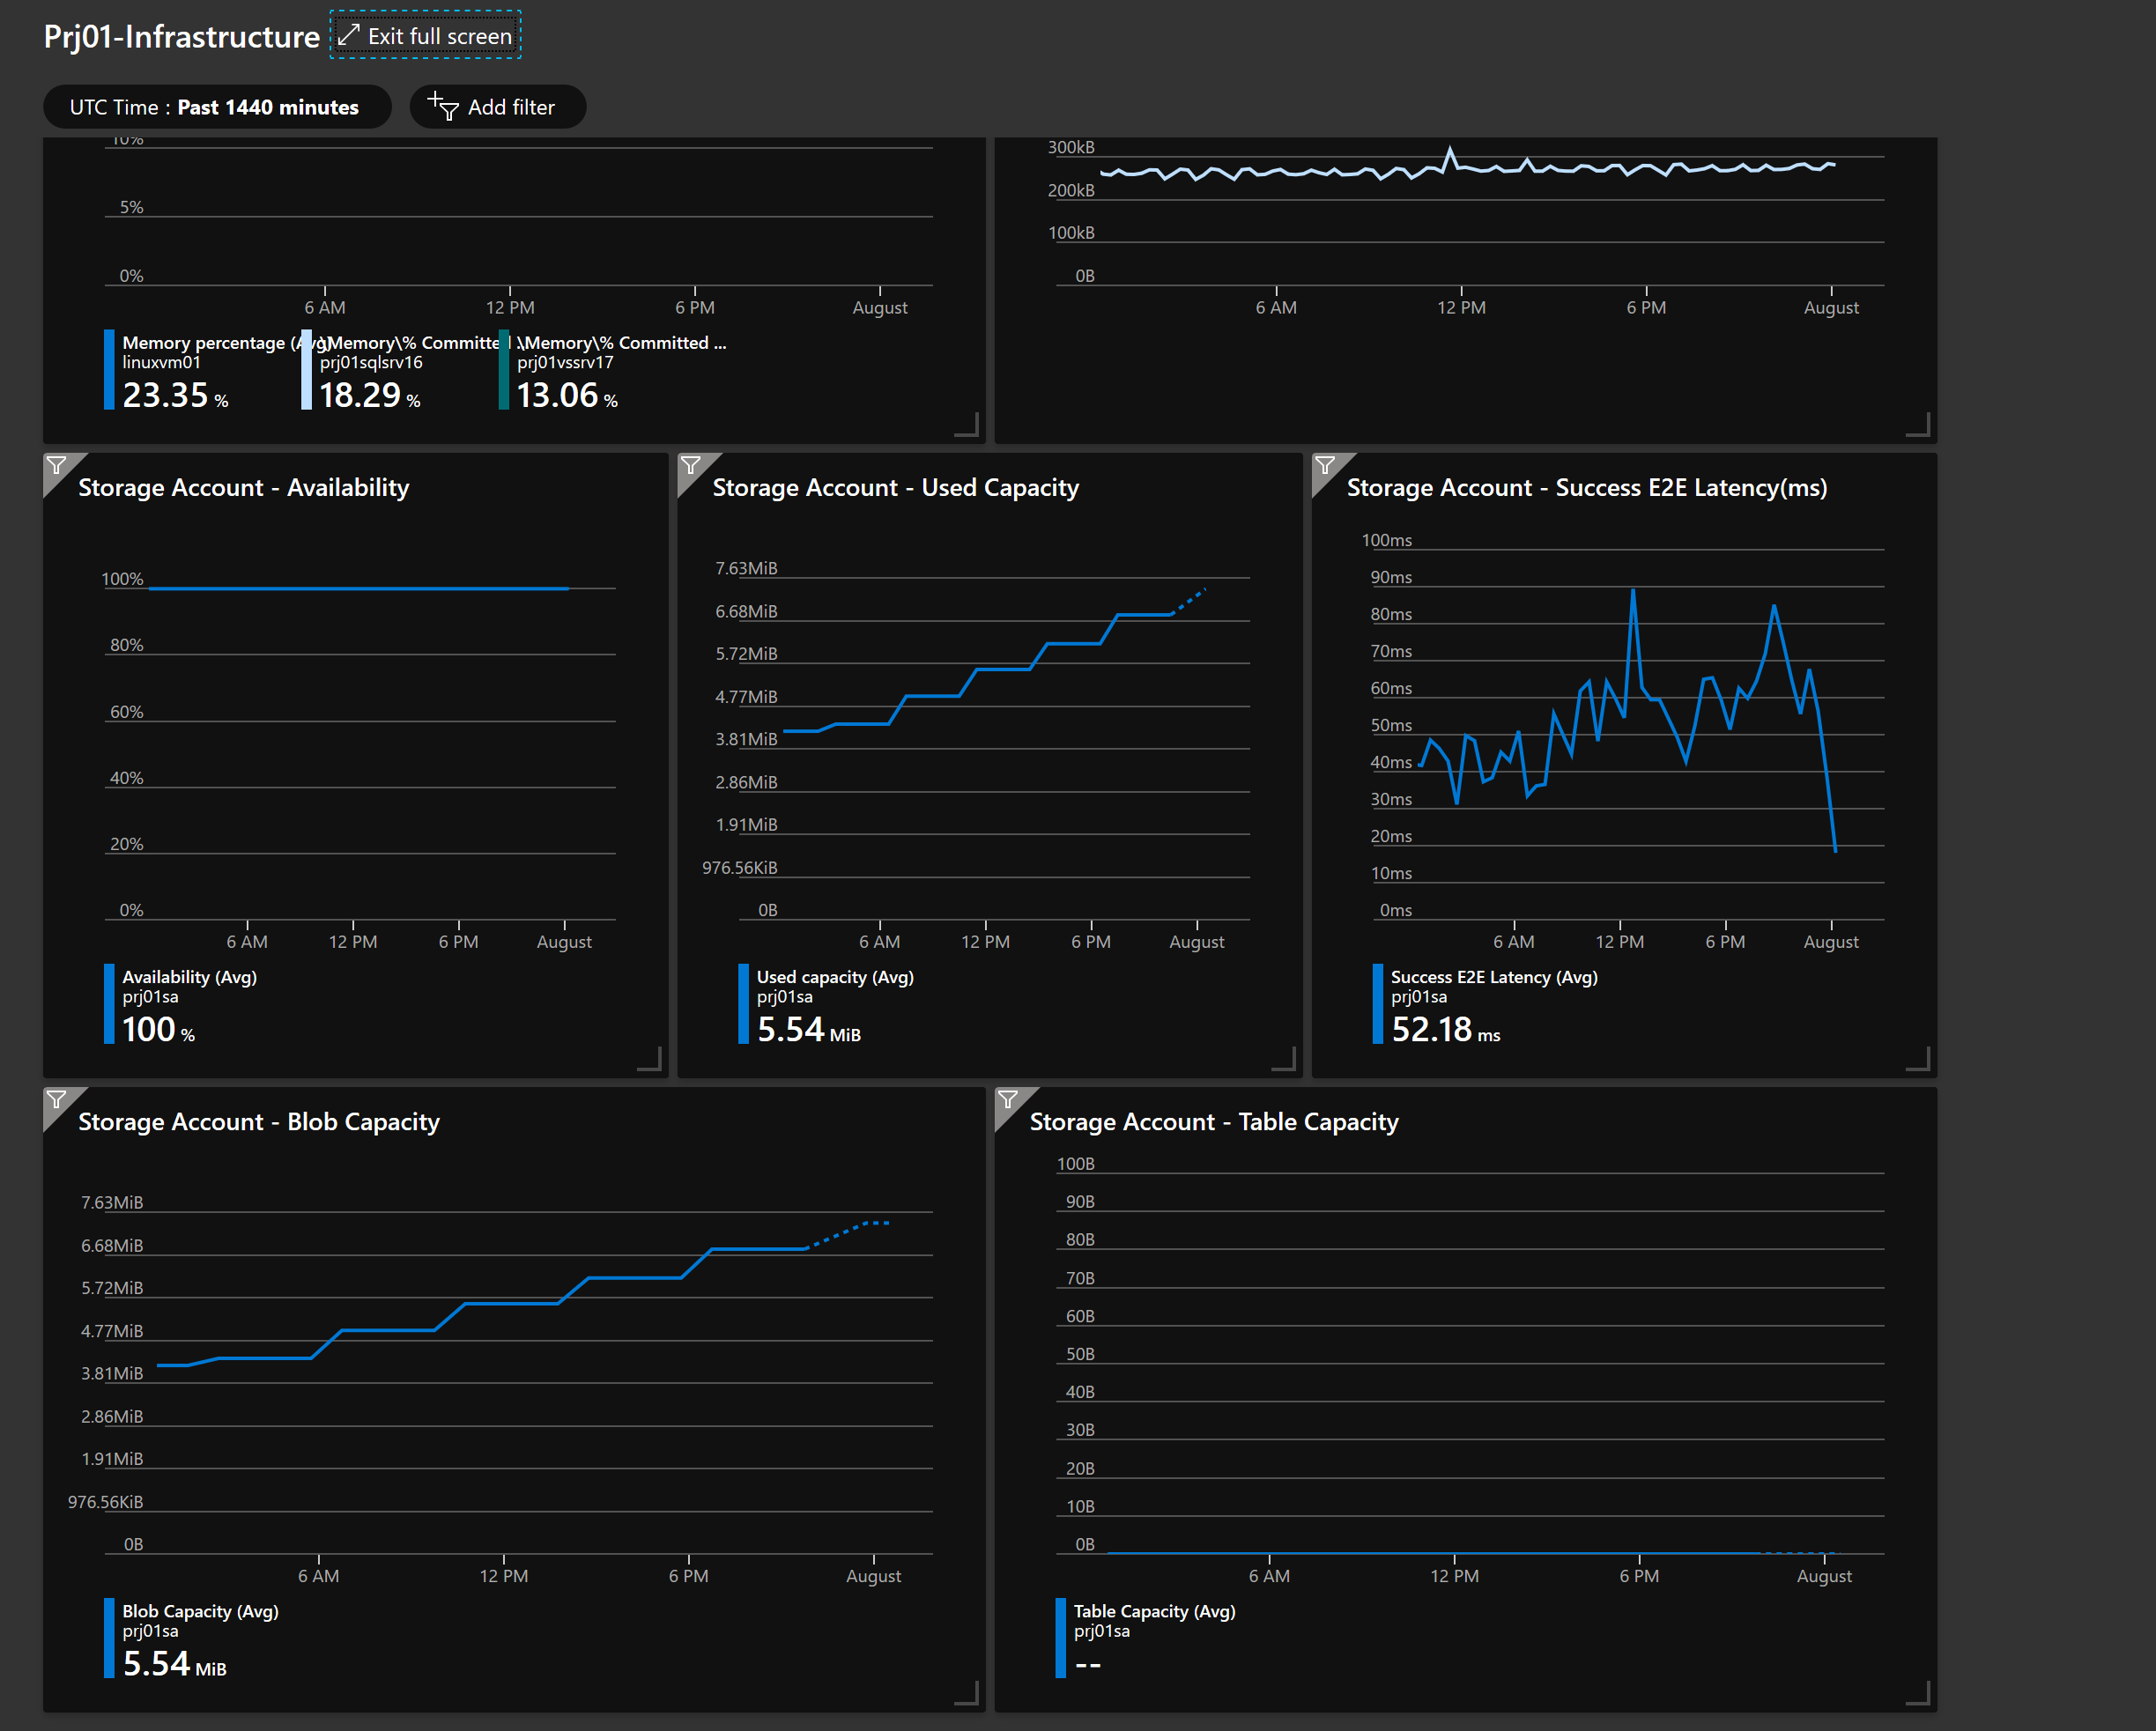 Prj01-Infrastructure
Exit full screen
UTC Time : Past 1440 minutes
Add filter
10%
5%
0%
6 AM 12 PM 6 PM August
Memory percentage (Avg)
linuxvm01
23.35 %
\Memory\% Committed ...
prj01sqlsrv16
18.29 %
\Memory\% Committed ...
prj01vssrv17
13.06 %
300kB
200kB
100kB
0B
6 AM 12 PM 6 PM August
Storage Account - Availability
100%
80%
60%
40%
20%
0%
6 AM 12 PM 6 PM August
Availability (Avg)
prj01sa
100 %
Storage Account - Used Capacity
7.63MiB
6.68MiB
5.72MiB
4.77MiB
3.81MiB
2.86MiB
1.91MiB
976.56KiB
0B
6 AM 12 PM 6 PM August
Used capacity (Avg)
prj01sa
5.54 MiB
Storage Account - Success E2E Latency(ms)
100ms
90ms
80ms
70ms
60ms
50ms
40ms
30ms
20ms
10ms
0ms
6 AM 12 PM 6 PM August
Success E2E Latency (Avg)
prj01sa
52.18 ms
Storage Account - Blob Capacity
7.63MiB
6.68MiB
5.72MiB
4.77MiB
3.81MiB
2.86MiB
1.91MiB
976.56KiB
0B
6 AM 12 PM 6 PM August
Blob Capacity (Avg)
prj01sa
5.54 MiB
Storage Account - Table Capacity
100B
90B
80B
70B
60B
50B
40B
30B
20B
10B
0B
6 AM 12 PM 6 PM August
Table Capacity (Avg)
prj01sa
--